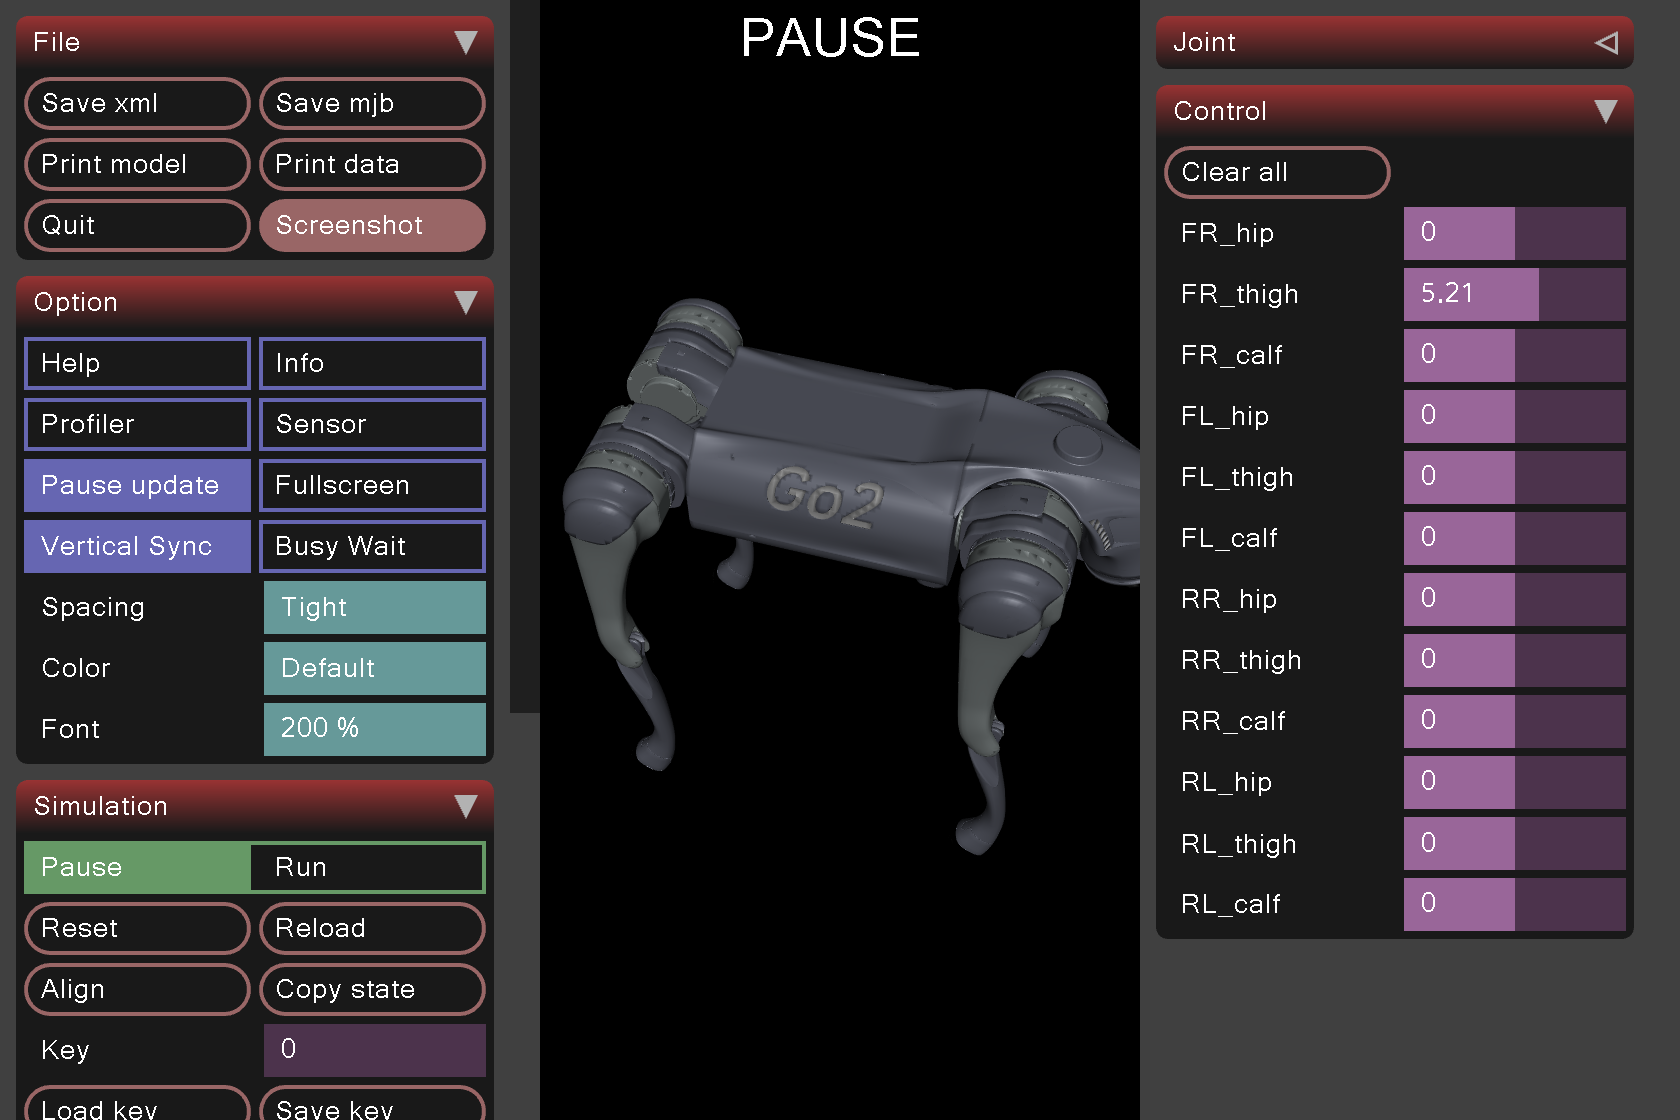 File
Save xml
Save mjb
Print model
Print data
Quit
Screenshot
Option
Help
Info
Profiler
Sensor
Pause update
Fullscreen
Vertical Sync
Busy Wait
Spacing
Tight
Color
Default
Font
200 %
Simulation
Pause
Run
Reset
Reload
Align
Copy state
Key
0
Load key
Save key
PAUSE
Go2
Joint
Control
Clear all
FR_hip
0
FR_thigh
5.21
FR_calf
0
FL_hip
0
FL_thigh
0
FL_calf
0
RR_hip
0
RR_thigh
0
RR_calf
0
RL_hip
0
RL_thigh
0
RL_calf
0